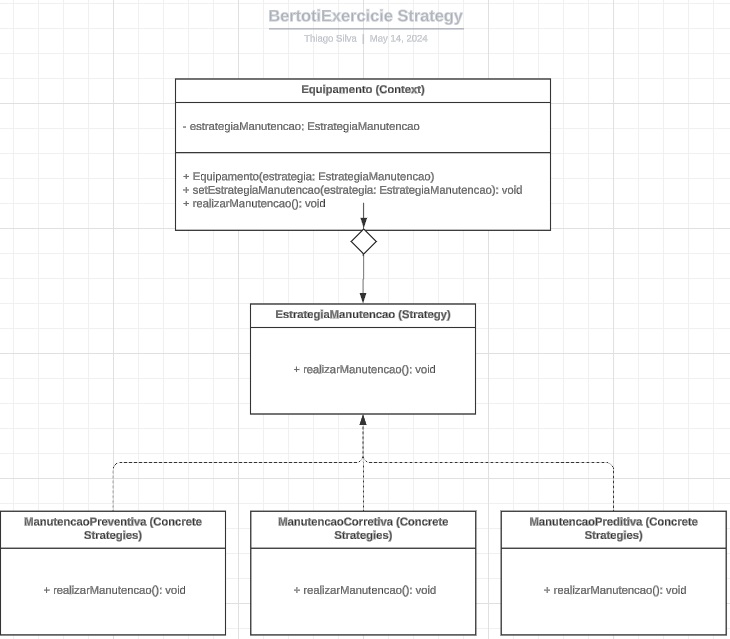 BertotiExercicie Strategy
Thiago Silva | May 14, 2024
Equipamento (Context)
- estrategiaManutencao: EstrategiaManutencao
+ Equipamento(estrategia: EstrategiaManutencao)
+ setEstrategiaManutencao(estrategia: EstrategiaManutencao): void
+ realizarManutencao(): void
EstrategiaManutencao (Strategy)
+ realizarManutencao(): void
ManutencaoPreventiva (Concrete
Strategies)
+ realizarManutencao(): void
ManutencaoCorretiva (Concrete
Strategies)
+ realizarManutencao(): void
ManutencaoPreditiva (Concrete
Strategies)
+ realizarManutencao(): void